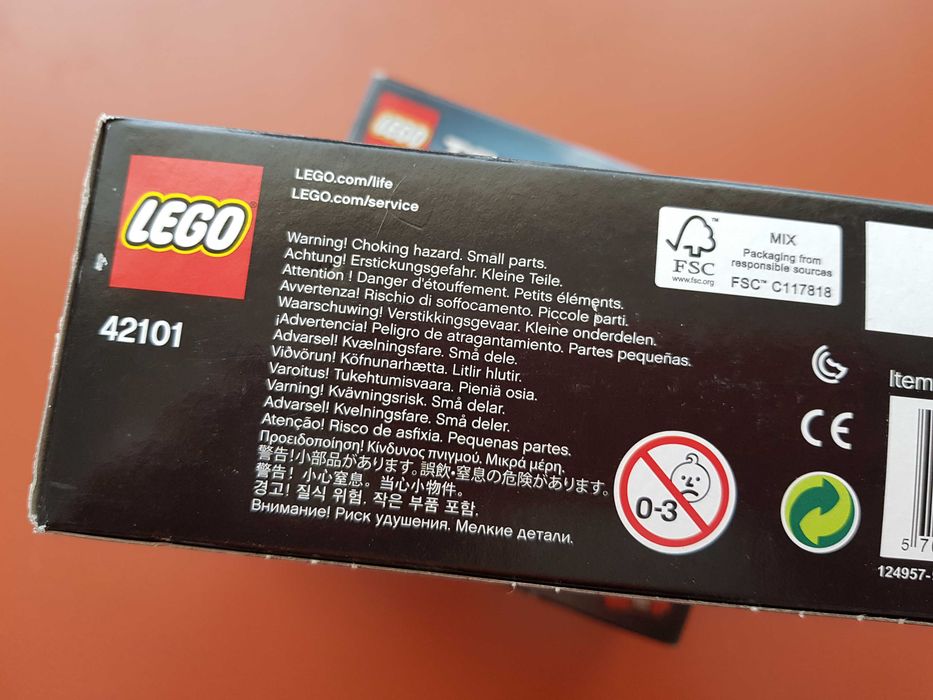 LEGO
LEGO
LEGO.com/life
LEGO.com/service
42101
Warning! Choking hazard. Small parts.
Achtung! Erstickungsgefahr. Kleine Teile.
Attention ! Danger d'étouffement. Petits éléments.
Avvertenza! Rischio di soffocamento. Piccole parti.
Waarschuwing! Verstikkingsgevaar. Kleine onderdelen.
¡Advertencia! Peligro de atragantamiento. Partes pequeñas.
Advarsel! Kvælningsfare. Små dele.
Viðvörun! Köfnunarhætta. Litlir hlutir.
Varoitus! Tukehtumisvaara. Pieniä osia.
Varning! Kvävningsrisk. Små delar.
Advarsel! Kvelningsfare. Små deler.
Atenção! Risco de asfixia. Pequenas partes.
Προειδοποίηση! Κίνδυνος πνιγμού. Μικρά μέρη.
警告!小部品があります。誤飲・窒息の危険があります。
警告！小心窒息。当心小物件。
경고! 질식 위험. 작은 부품 포함.
Внимание! Риск удушения. Мелкие детали.
FSC™
www.fsc.org
MIX
Packaging from
responsible sources
FSC™ C117818
CE
0-3
Item
124957-